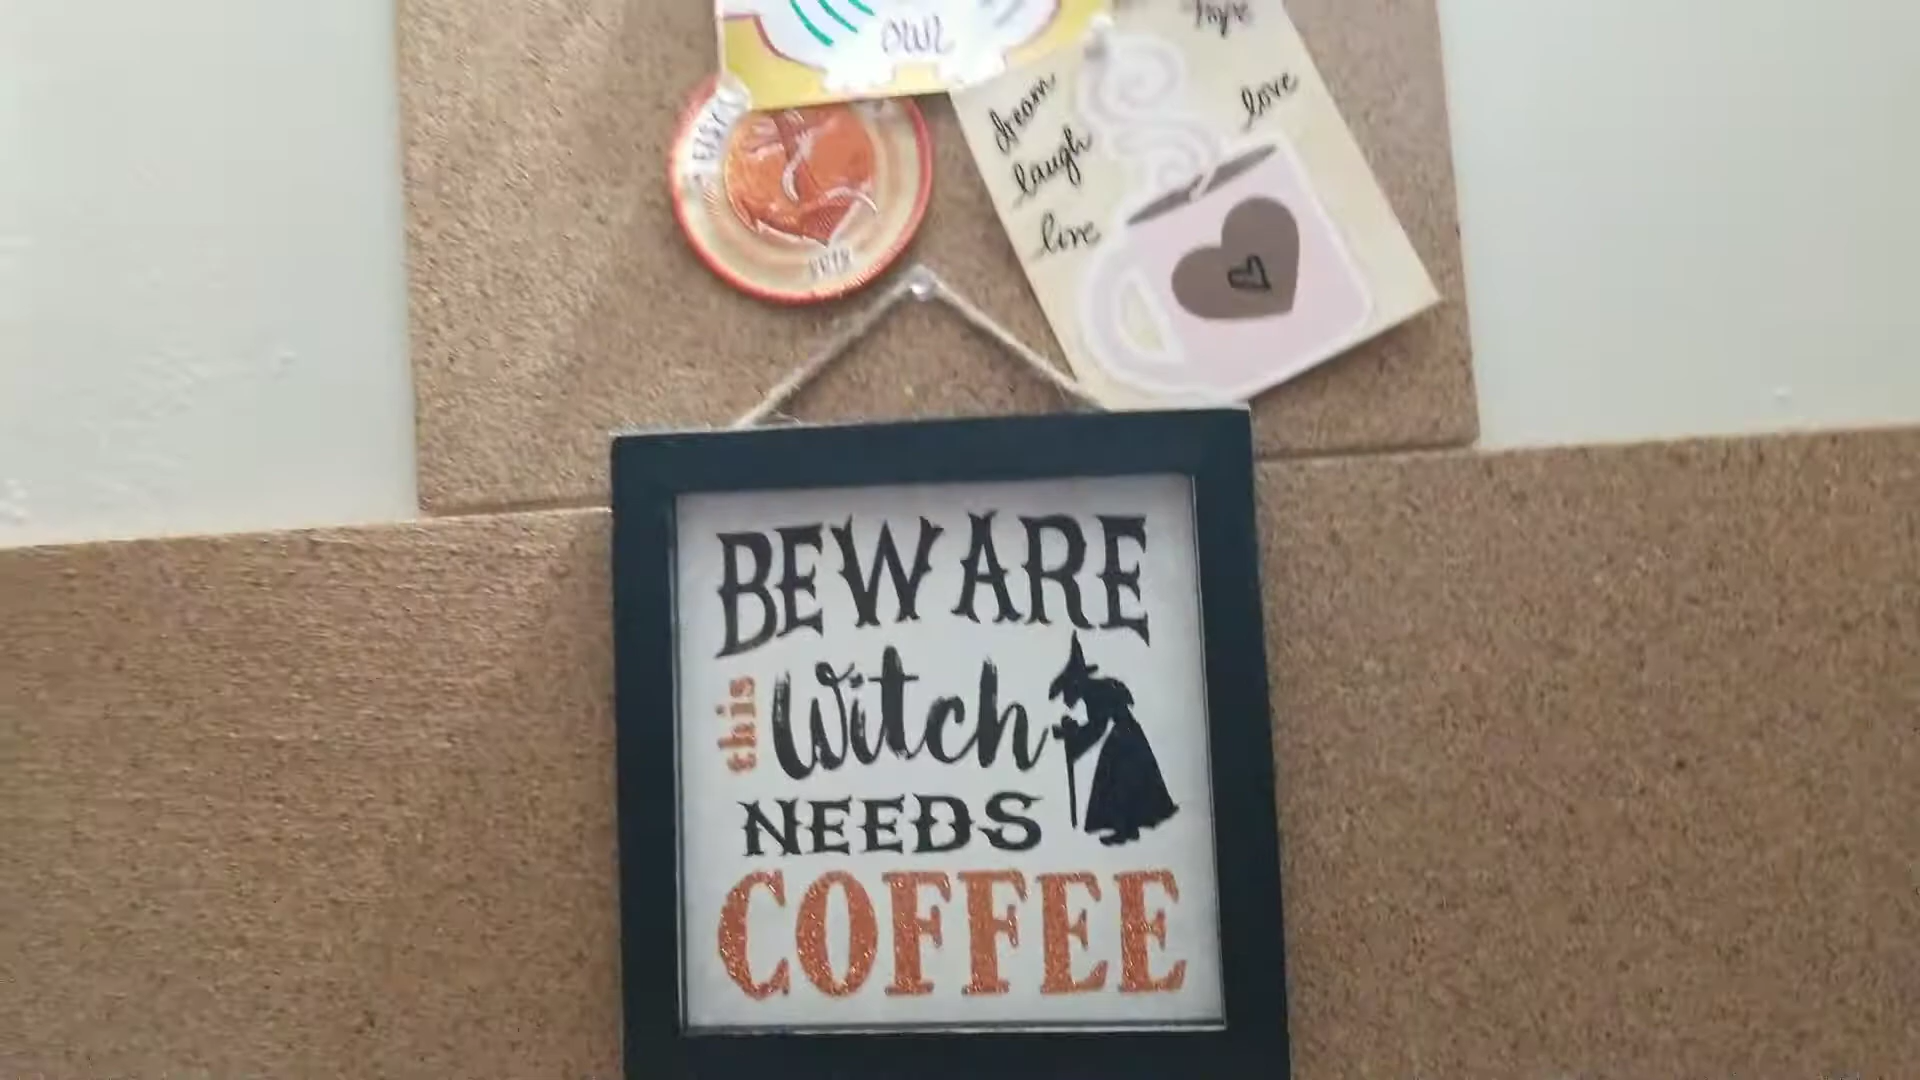 owl
hope
dream
love
laugh
live
BEWARE
this Witch
NEEDS
COFFEE